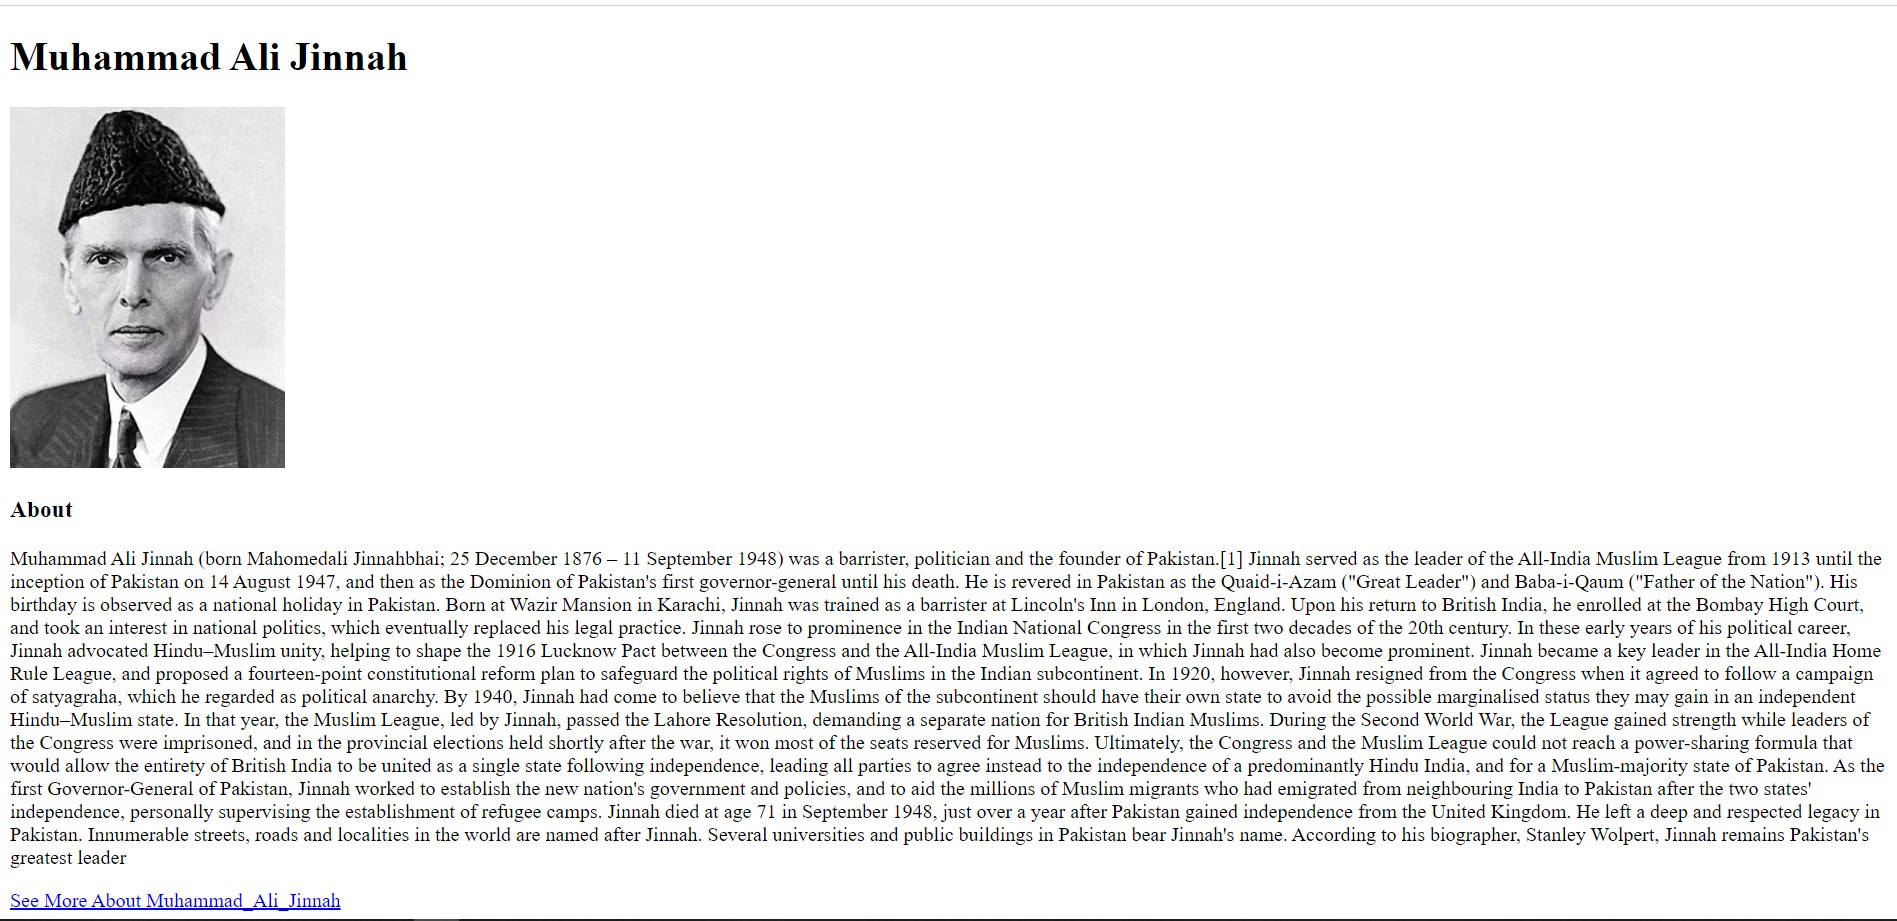 Muhammad Ali Jinnah
About
Muhammad Ali Jinnah (born Mahomedali Jinnahbhai; 25 December 1876 – 11 September 1948) was a barrister, politician and the founder of Pakistan.[1] Jinnah served as the leader of the All-India Muslim League from 1913 until the
inception of Pakistan on 14 August 1947, and then as the Dominion of Pakistan's first governor-general until his death. He is revered in Pakistan as the Quaid-i-Azam ("Great Leader") and Baba-i-Qaum ("Father of the Nation"). His
birthday is observed as a national holiday in Pakistan. Born at Wazir Mansion in Karachi, Jinnah was trained as a barrister at Lincoln's Inn in London, England. Upon his return to British India, he enrolled at the Bombay High Court,
and took an interest in national politics, which eventually replaced his legal practice. Jinnah rose to prominence in the Indian National Congress in the first two decades of the 20th century. In these early years of his political career,
Jinnah advocated Hindu–Muslim unity, helping to shape the 1916 Lucknow Pact between the Congress and the All-India Muslim League, in which Jinnah had also become prominent. Jinnah became a key leader in the All-India Home
Rule League, and proposed a fourteen-point constitutional reform plan to safeguard the political rights of Muslims in the Indian subcontinent. In 1920, however, Jinnah resigned from the Congress when it agreed to follow a campaign
of satyagraha, which he regarded as political anarchy. By 1940, Jinnah had come to believe that the Muslims of the subcontinent should have their own state to avoid the possible marginalised status they may gain in an independent
Hindu–Muslim state. In that year, the Muslim League, led by Jinnah, passed the Lahore Resolution, demanding a separate nation for British Indian Muslims. During the Second World War, the League gained strength while leaders of
the Congress were imprisoned, and in the provincial elections held shortly after the war, it won most of the seats reserved for Muslims. Ultimately, the Congress and the Muslim League could not reach a power-sharing formula that
would allow the entirety of British India to be united as a single state following independence, leading all parties to agree instead to the independence of a predominantly Hindu India, and for a Muslim-majority state of Pakistan. As the
first Governor-General of Pakistan, Jinnah worked to establish the new nation's government and policies, and to aid the millions of Muslim migrants who had emigrated from neighbouring India to Pakistan after the two states'
independence, personally supervising the establishment of refugee camps. Jinnah died at age 71 in September 1948, just over a year after Pakistan gained independence from the United Kingdom. He left a deep and respected legacy in
Pakistan. Innumerable streets, roads and localities in the world are named after Jinnah. Several universities and public buildings in Pakistan bear Jinnah's name. According to his biographer, Stanley Wolpert, Jinnah remains Pakistan's
greatest leader
See More About Muhammad_Ali_Jinnah